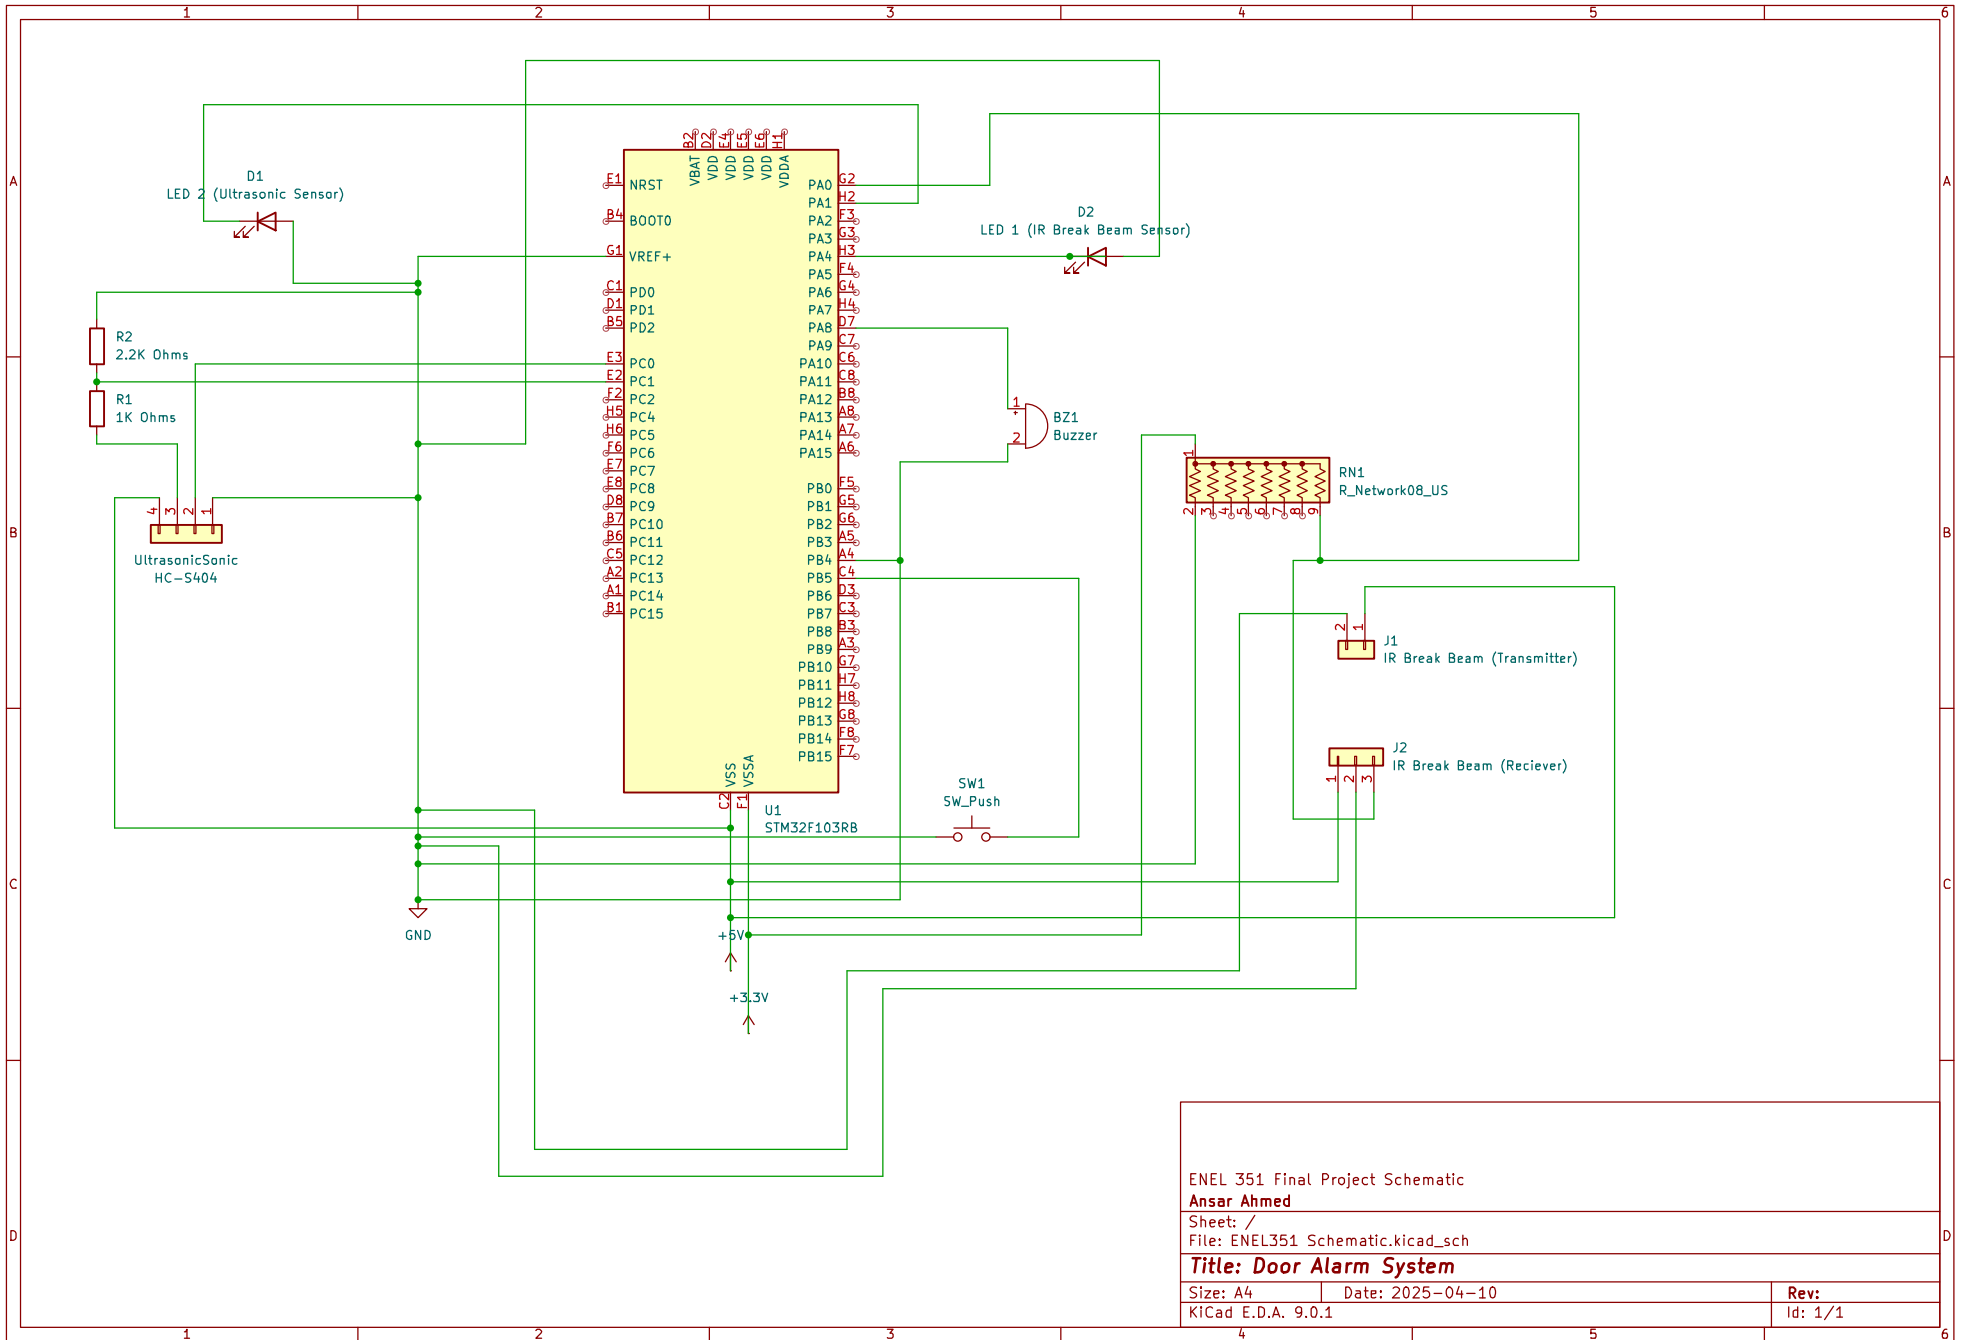 1 2 3 4 5 6
A A
B B
C C
D D
1 2 3 4 5 6
D1
LED 2 (Ultrasonic Sensor)
R2
2.2K Ohms
R1
1K Ohms
4 3 2 1
UltrasonicSonic
HC-S404
GND
B2 D2 E4 E5 E6 H1
VBAT VDD VDD VDD VDD VDDA
E1 NRST
B4 BOOT0
G1 VREF+
C1 PD0
D1 PD1
B5 PD2
E3 PC0
E2 PC1
F2 PC2
H5 PC4
H6 PC5
F6 PC6
E7 PC7
E8 PC8
D8 PC9
B7 PC10
B6 PC11
C5 PC12
A2 PC13
A1 PC14
B1 PC15
PA0 G2
PA1 H2
PA2 F3
PA3 G3
PA4 H3
PA5 F4
PA6 G4
PA7 H4
PA8 D7
PA9 C7
PA10 C6
PA11 C8
PA12 B8
PA13 A8
PA14 A7
PA15 A6
PB0 F5
PB1 G5
PB2 G6
PB3 A5
PB4 A4
PB5 C4
PB6 D3
PB7 C3
PB8 B3
PB9 A3
PB10 G7
PB11 H7
PB12 H8
PB13 G8
PB14 F8
PB15 F7
VSS VSSA
C2 F1
U1
STM32F103RB
+5V
+3.3V
D2
LED 1 (IR Break Beam Sensor)
1
+
2
BZ1
Buzzer
SW1
SW_Push
1
RN1
R_Network08_US
2 3 4 5 6 7 8 9
2 1
J1
IR Break Beam (Transmitter)
J2
IR Break Beam (Reciever)
1 2 3
ENEL 351 Final Project Schematic
Ansar Ahmed
Sheet: /
File: ENEL351 Schematic.kicad_sch
Title: Door Alarm System
Size: A4 Date: 2025-04-10 Rev:
KiCad E.D.A. 9.0.1 Id: 1/1